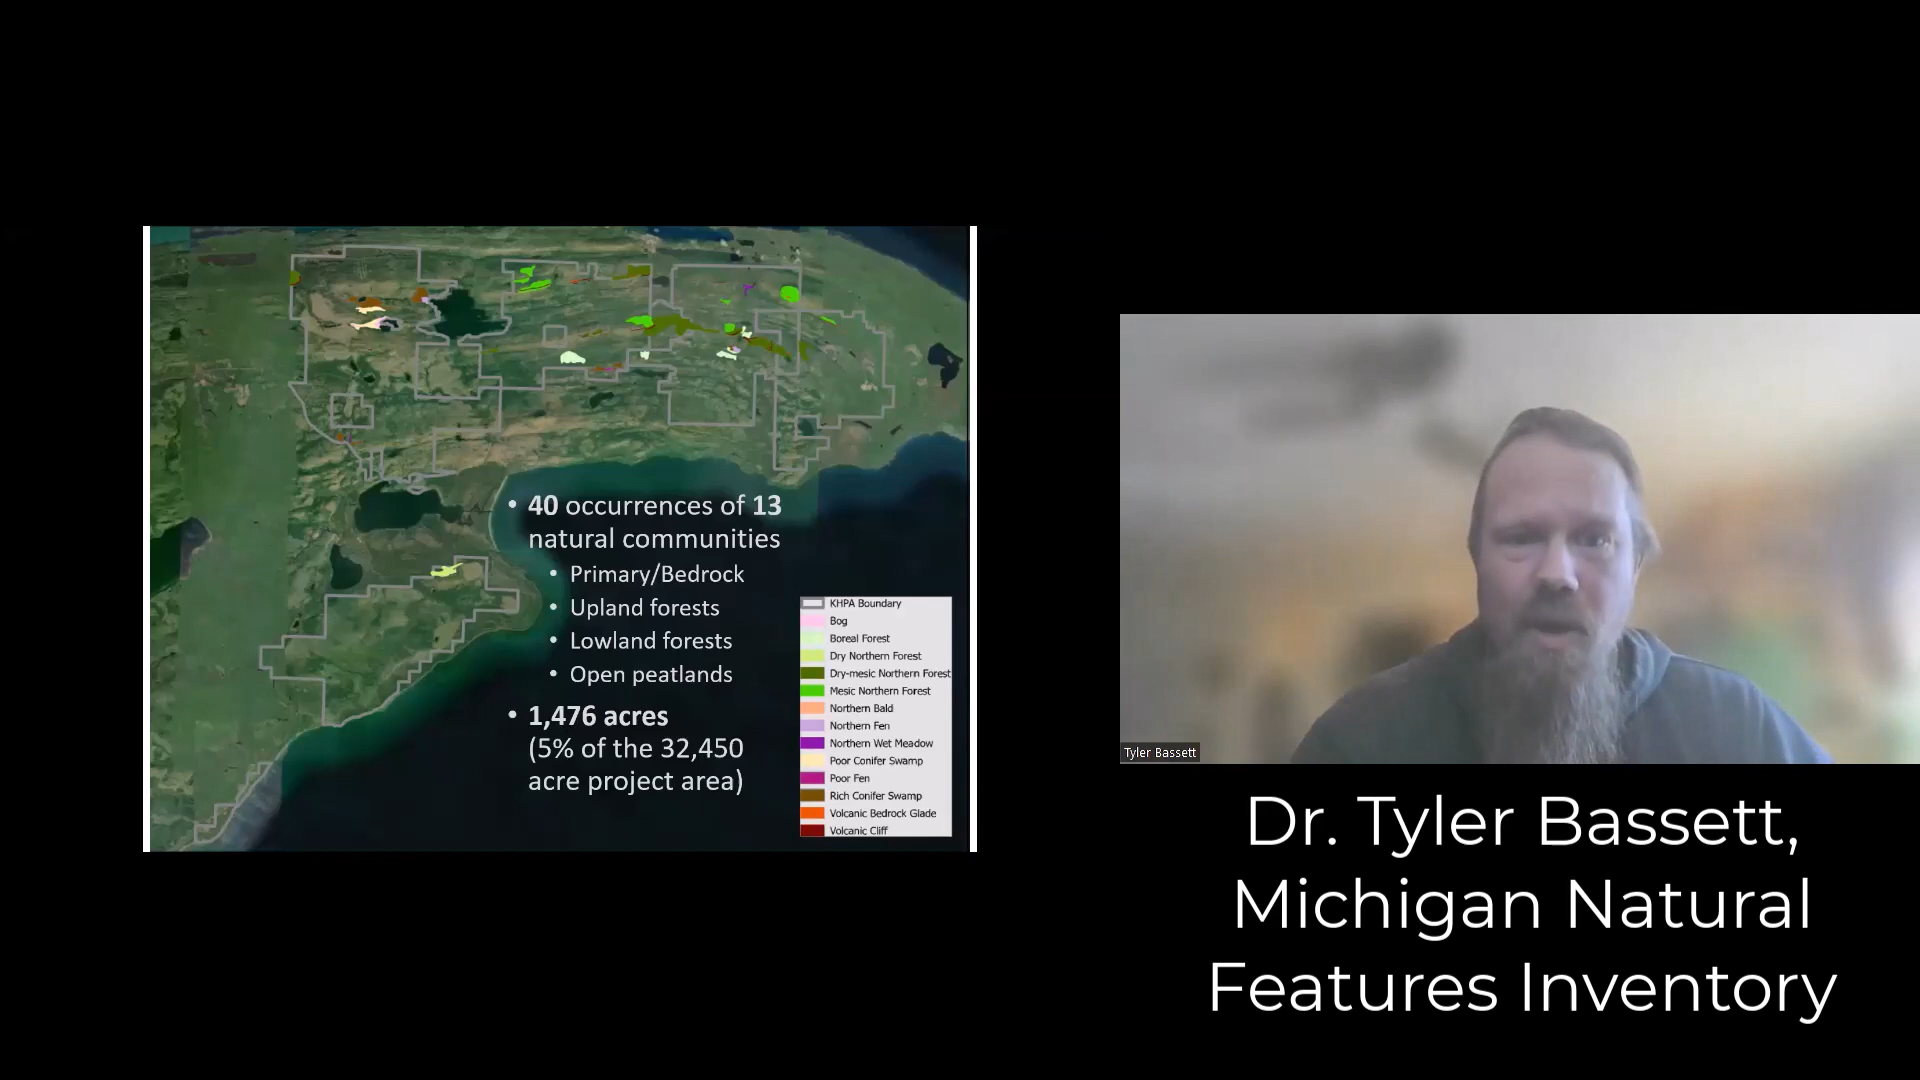 • 40 occurrences of 13
natural communities
• Primary/Bedrock
• Upland forests
• Lowland forests
• Open peatlands
• 1,476 acres
(5% of the 32,450
acre project area)
KHPA Boundary
Bog
Boreal Forest
Dry Northern Forest
Dry-mesic Northern Forest
Mesic Northern Forest
Northern Bald
Northern Fen
Northern Wet Meadow
Poor Conifer Swamp
Poor Fen
Rich Conifer Swamp
Volcanic Bedrock Glade
Volcanic Cliff
Tyler Bassett
Dr. Tyler Bassett,
Michigan Natural
Features Inventory